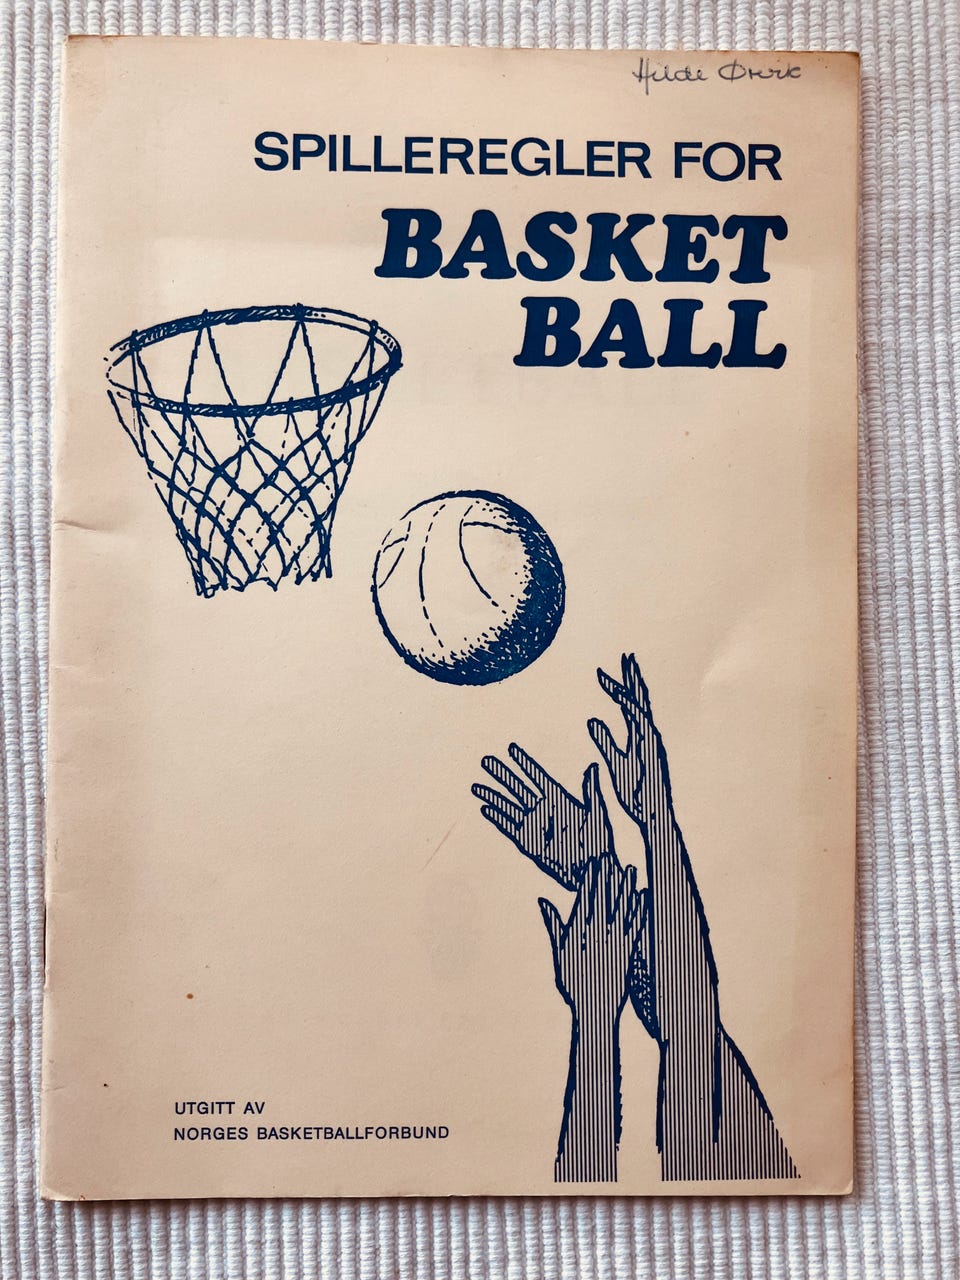 Hilde
SPILLEREGLER FOR
BASKET
BALL
UTGITT AV
NORGES BASKETBALLFORBUND